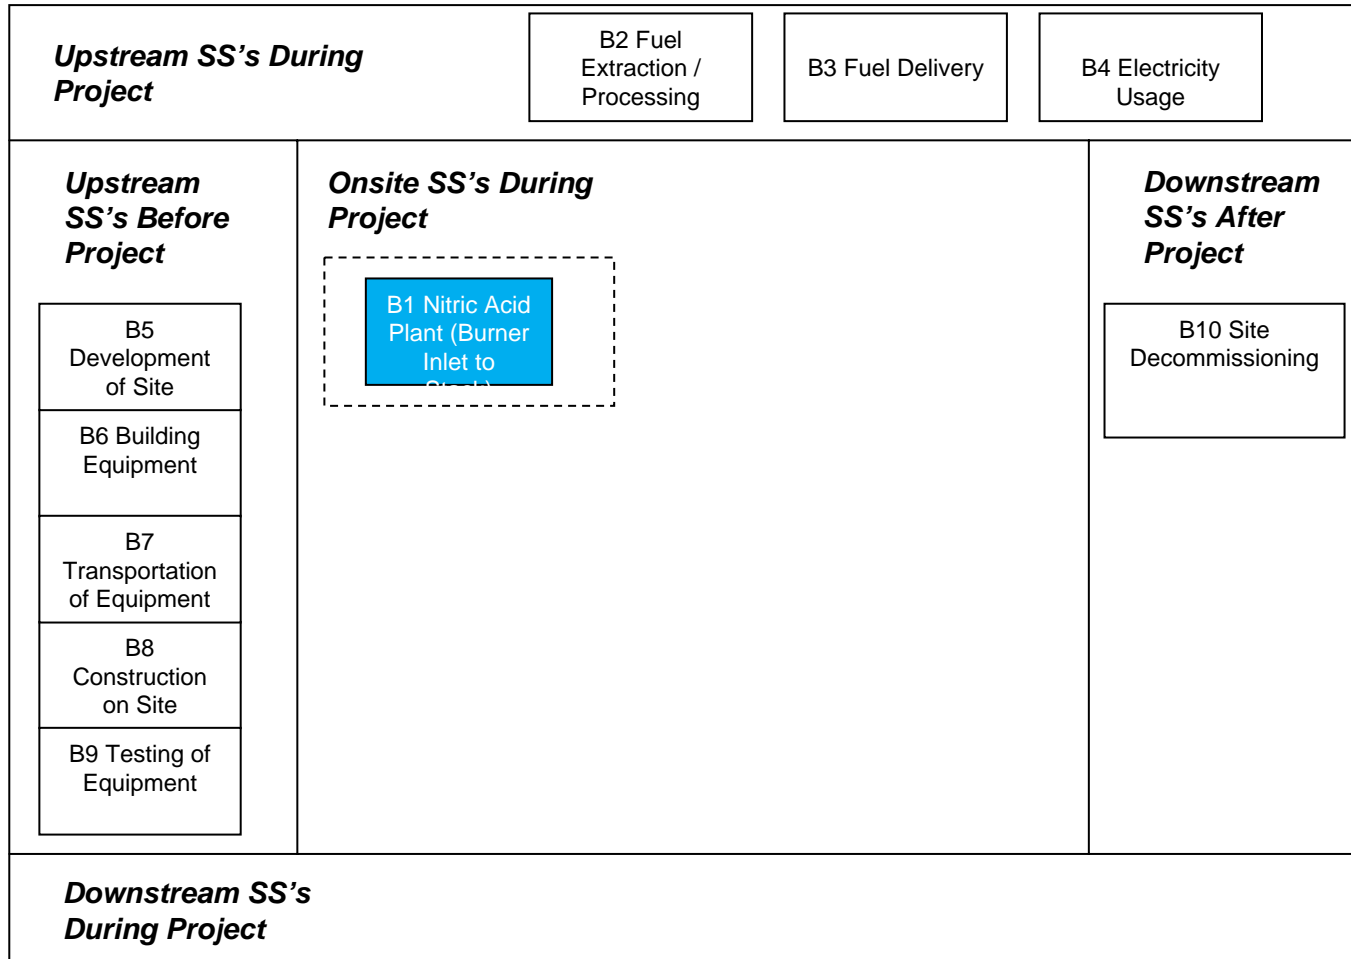 Upstream SS’s During
Project
B2 Fuel
Extraction /
Processing
B3 Fuel Delivery
B4 Electricity
Usage
Upstream
SS’s Before
Project
B5
Development
of Site
B6 Building
Equipment
B7
Transportation
of Equipment
B8
Construction
on Site
B9 Testing of
Equipment
Onsite SS’s During
Project
B1 Nitric Acid
Plant (Burner
Inlet to
Stack)
Downstream
SS’s After
Project
B10 Site
Decommissioning
Downstream SS’s
During Project